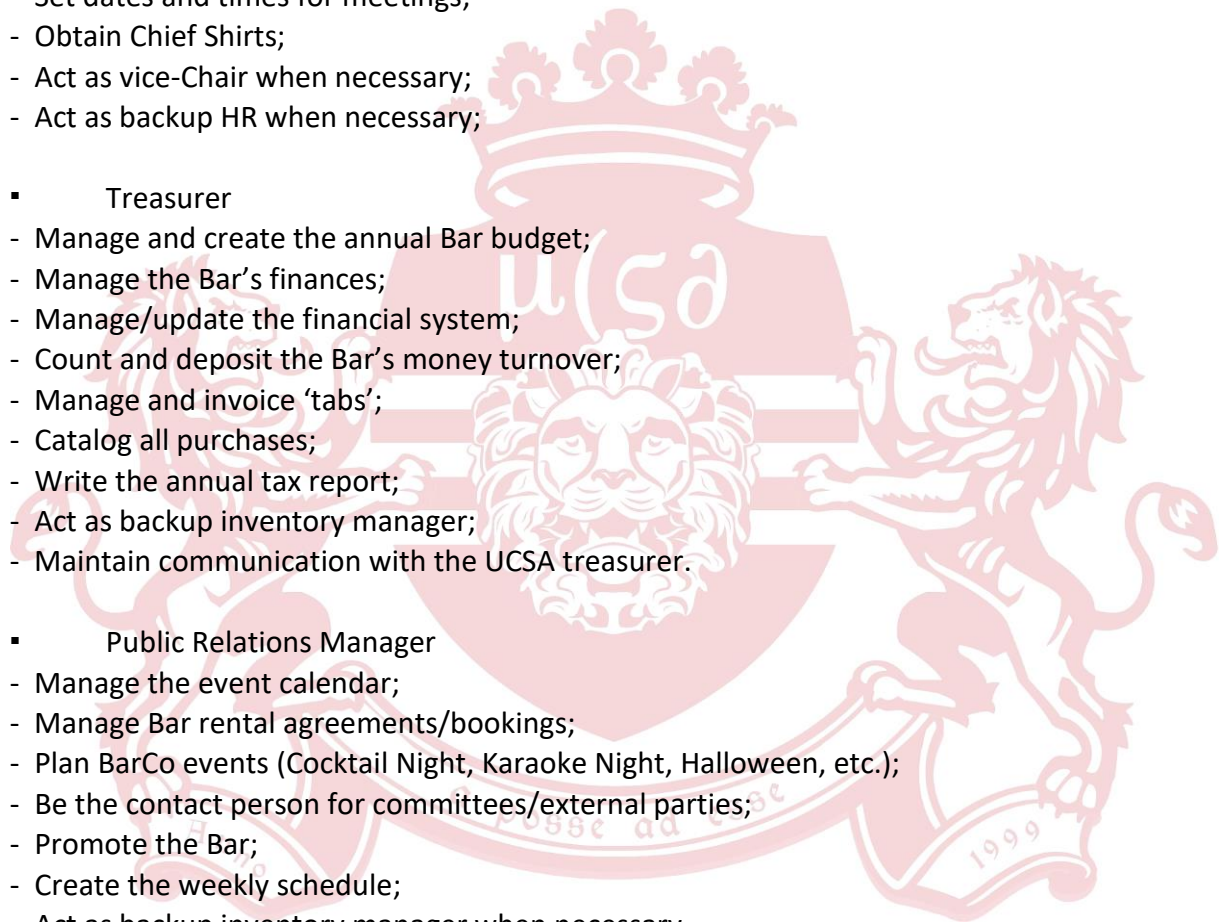 - Set dates and times for meetings;
- Obtain Chief Shirts;
- Act as vice-Chair when necessary;
- Act as backup HR when necessary;
▪ Treasurer
- Manage and create the annual Bar budget;
- Manage the Bar’s finances;
- Manage/update the financial system;
- Count and deposit the Bar’s money turnover;
- Manage and invoice ‘tabs’;
- Catalog all purchases;
- Write the annual tax report;
- Act as backup inventory manager;
- Maintain communication with the UCSA treasurer.
▪ Public Relations Manager
- Manage the event calendar;
- Manage Bar rental agreements/bookings;
- Plan BarCo events (Cocktail Night, Karaoke Night, Halloween, etc.);
- Be the contact person for committees/external parties;
- Promote the Bar;
- Create the weekly schedule;
- Act as backup inventory manager when necessary
ucsa
posse ad esse
1999